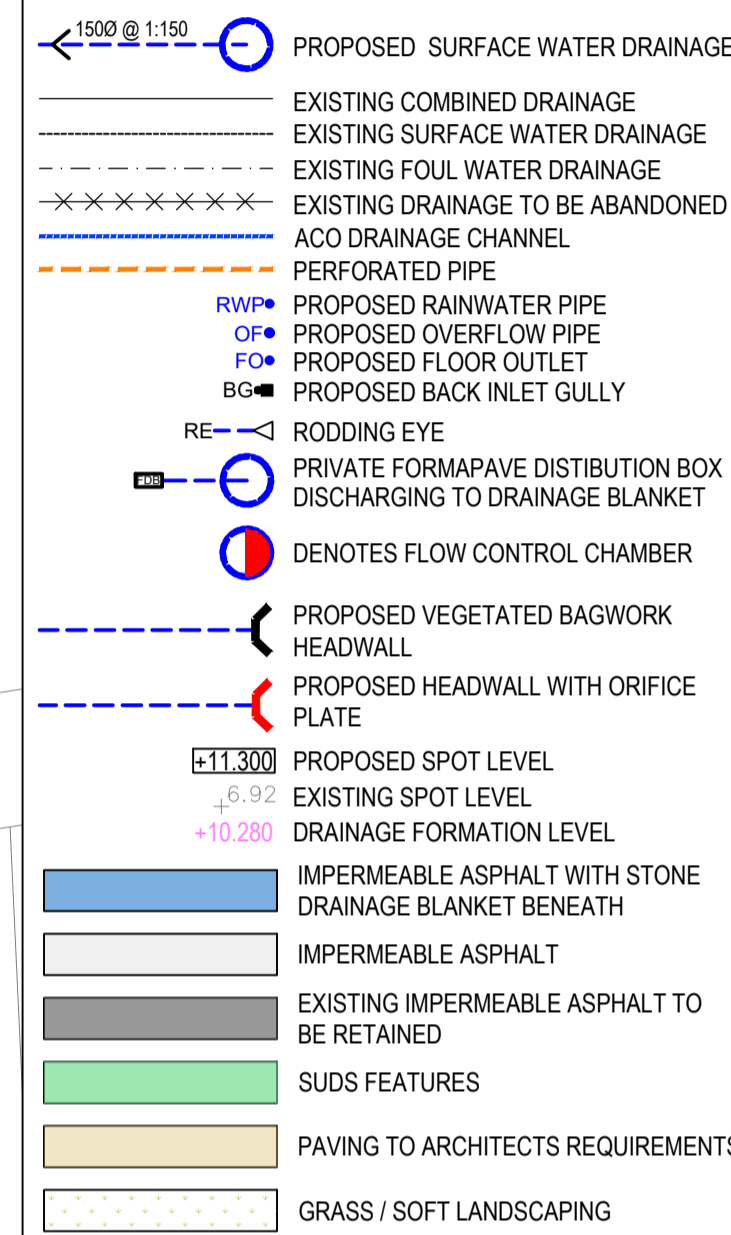 150Ø @ 1:150
PROPOSED SURFACE WATER DRAINAGE
EXISTING COMBINED DRAINAGE
EXISTING SURFACE WATER DRAINAGE
EXISTING FOUL WATER DRAINAGE
EXISTING DRAINAGE TO BE ABANDONED
ACO DRAINAGE CHANNEL
PERFORATED PIPE
RWP PROPOSED RAINWATER PIPE
OF PROPOSED OVERFLOW PIPE
FO PROPOSED FLOOR OUTLET
BG PROPOSED BACK INLET GULLY
RE RODDING EYE
FDB
PRIVATE FORMAPAVE DISTIBUTION BOX
DISCHARGING TO DRAINAGE BLANKET
DENOTES FLOW CONTROL CHAMBER
PROPOSED VEGETATED BAGWORK
HEADWALL
PROPOSED HEADWALL WITH ORIFICE
PLATE
+11.300 PROPOSED SPOT LEVEL
+6.92 EXISTING SPOT LEVEL
+10.280 DRAINAGE FORMATION LEVEL
IMPERMEABLE ASPHALT WITH STONE
DRAINAGE BLANKET BENEATH
IMPERMEABLE ASPHALT
EXISTING IMPERMEABLE ASPHALT TO
BE RETAINED
SUDS FEATURES
PAVING TO ARCHITECTS REQUIREMENTS
GRASS / SOFT LANDSCAPING